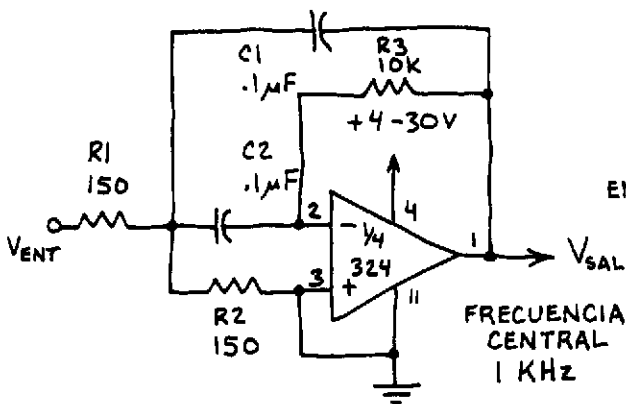 C1
.1µF
R3
10K
+4-30V
C2
.1µF
R1
150
VENT
2
-
1/4
324
3
+
4
11
1
VSAL
R2
150
FRECUENCIA
CENTRAL
1 KHz
El